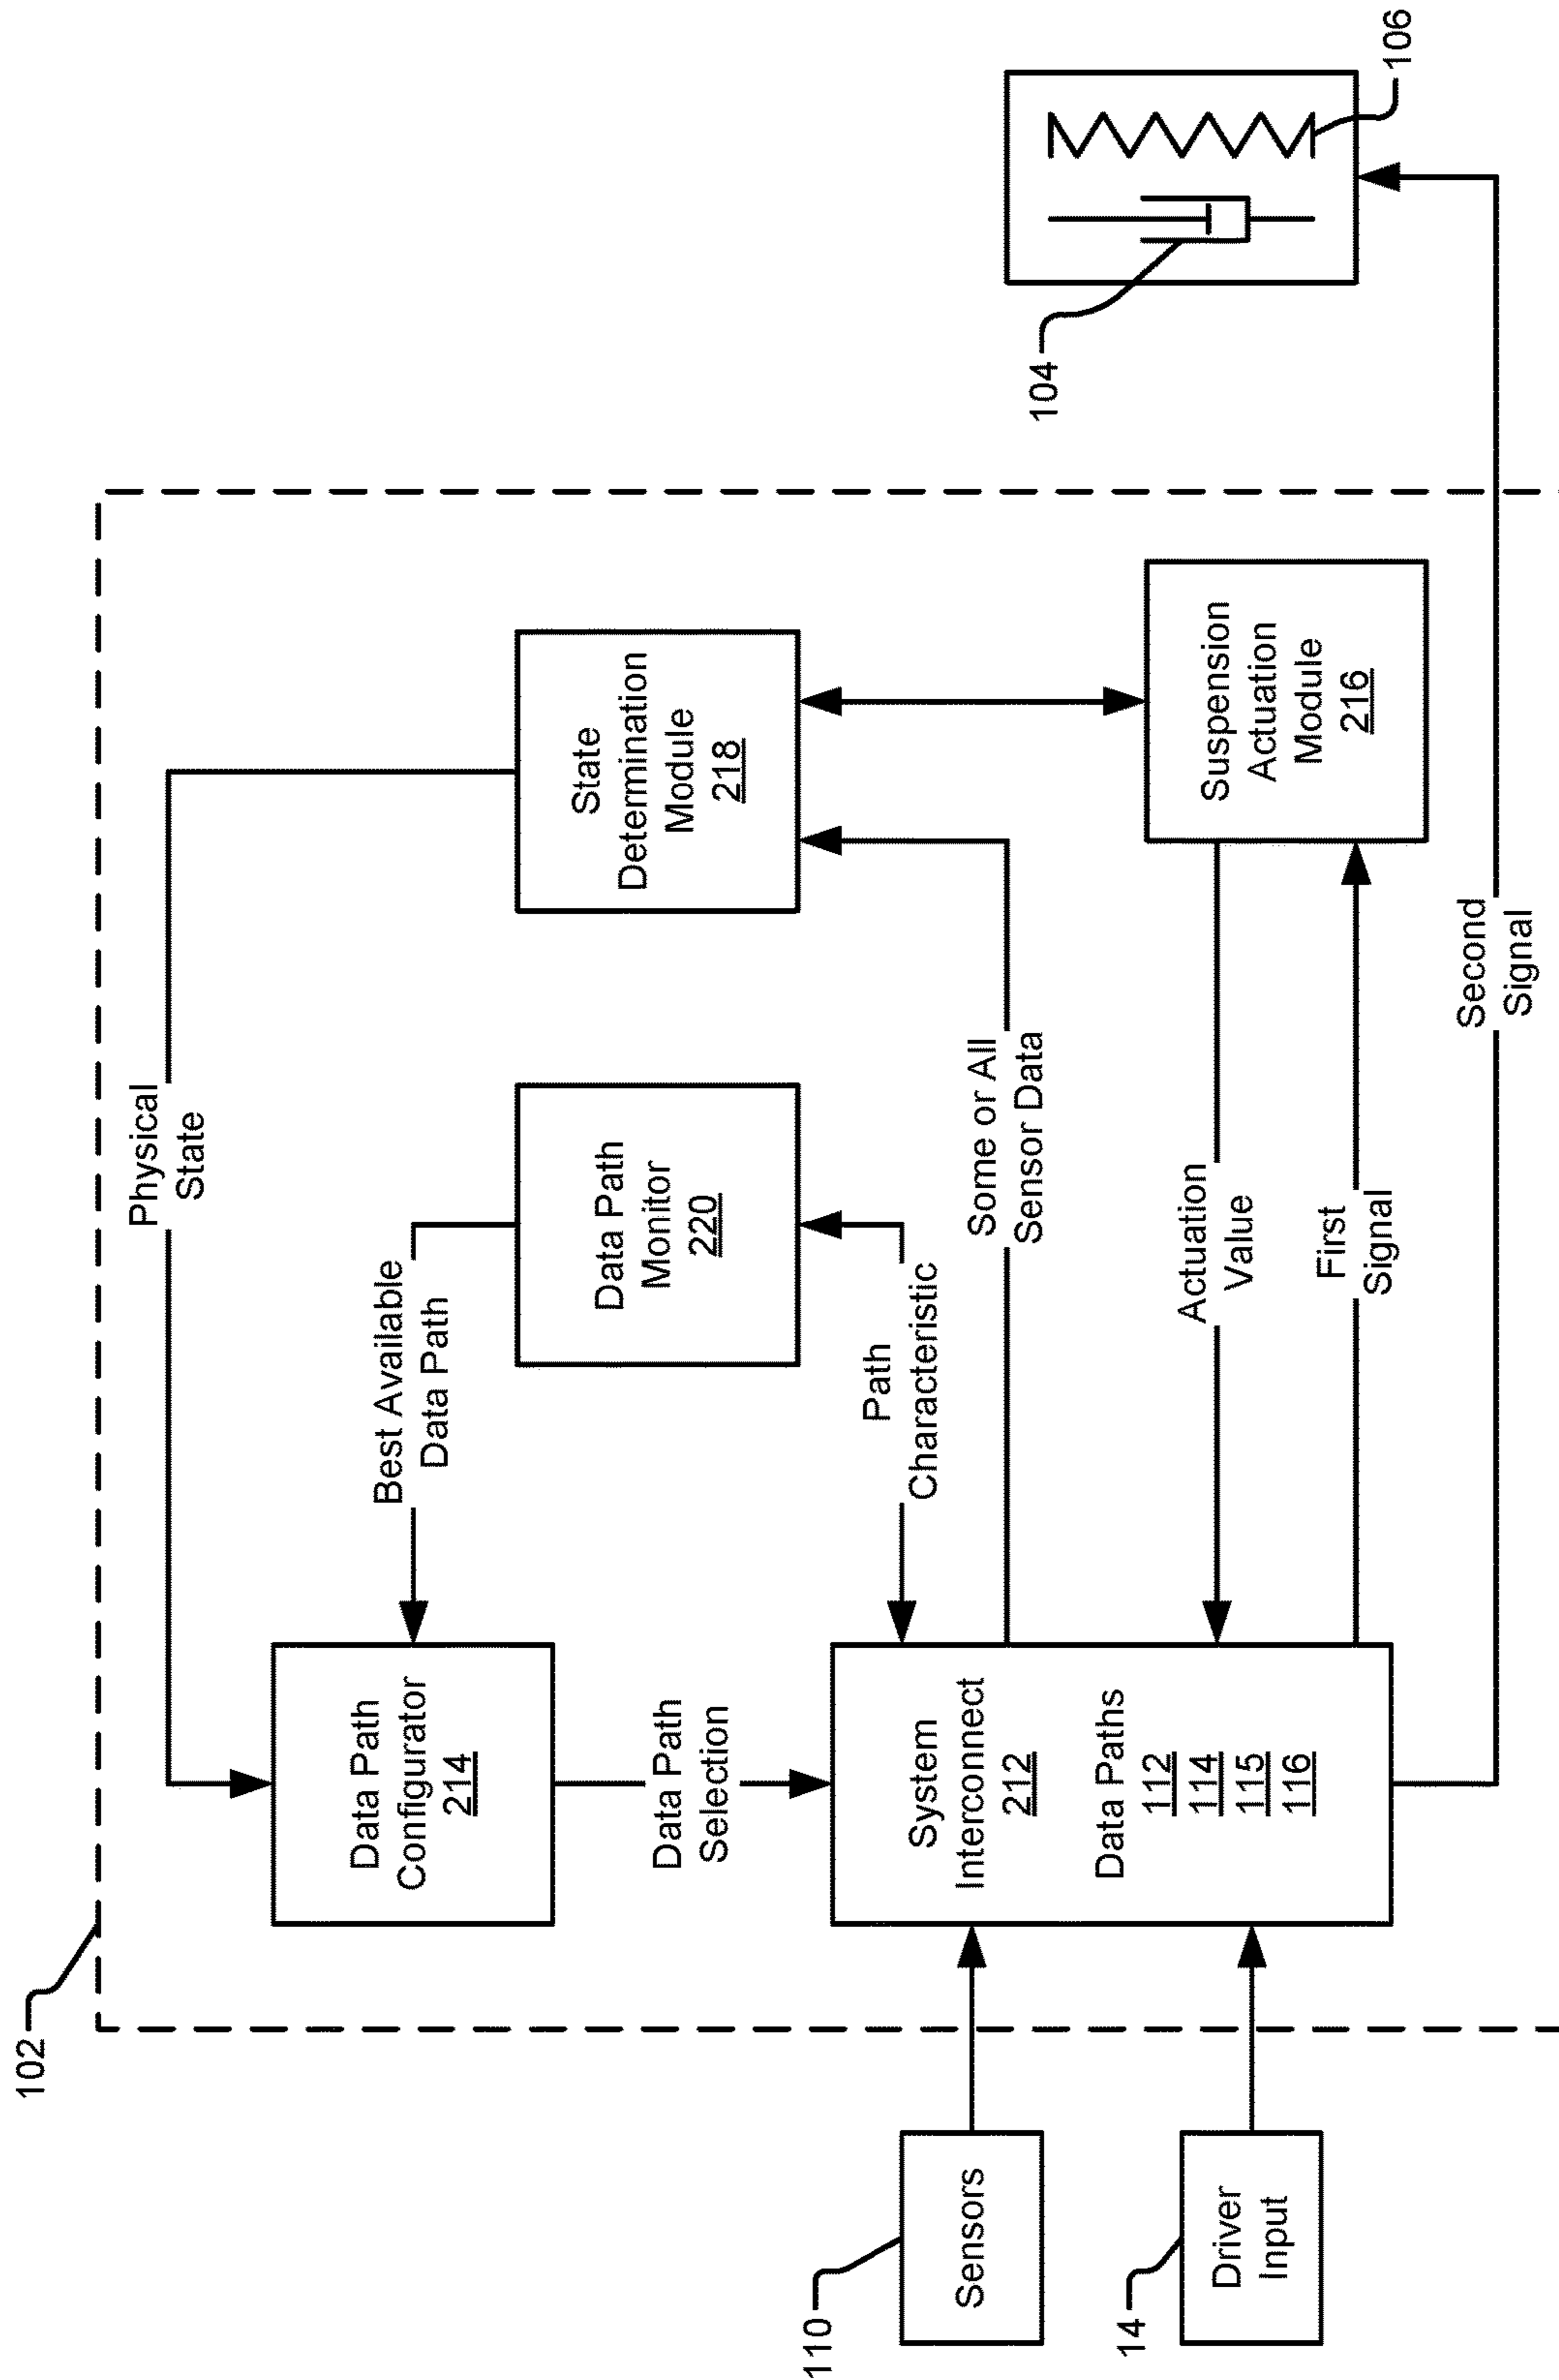 102
Physical
State
Data Path
Configurator
214
Best Available
Data Path
Data Path
Monitor
220
State
Determination
Module
218
Data Path
Selection
Path
Characteristic
Some or All
Sensor Data
110
Sensors
14
Driver
Input
System
Interconnect
212
Data Paths
112
114
115
116
Actuation
Value
First
Signal
Suspension
Actuation
Module
216
Second
Signal
104
106